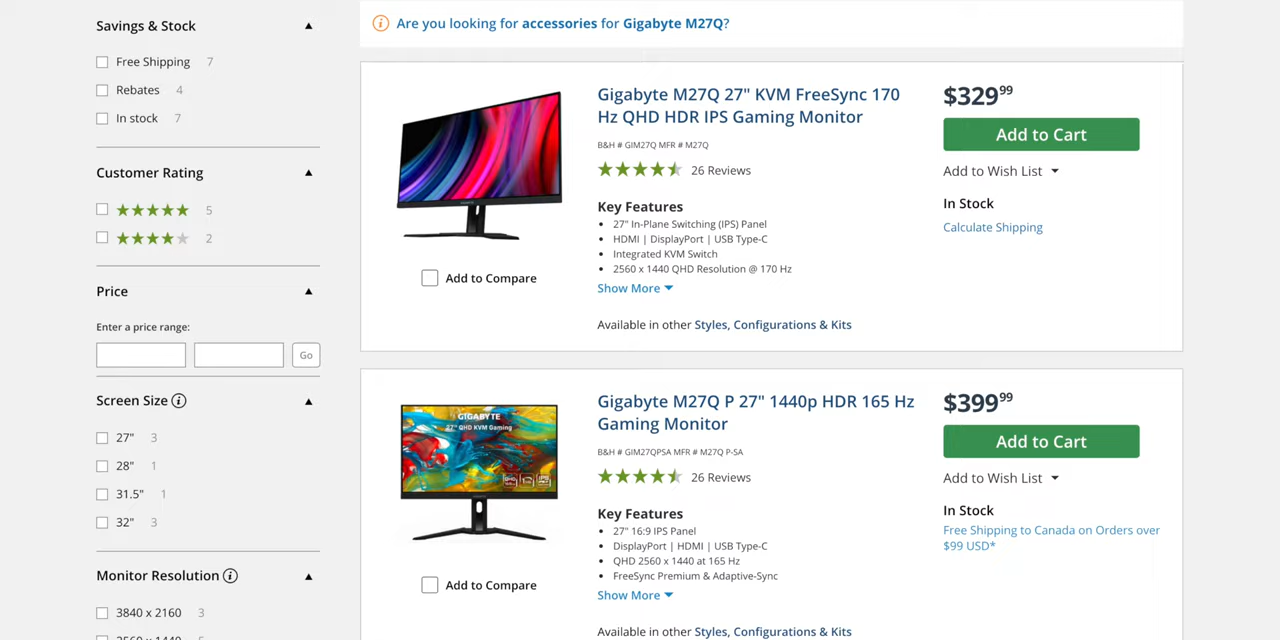 Savings & Stock
Free Shipping 7
Rebates 4
In stock 7
Customer Rating
5
2
Price
Enter a price range:
Go
Screen Size
27" 3
28" 1
31.5" 1
32" 3
Monitor Resolution
3840 x 2160 3
2560 x 1440 5
Are you looking for accessories for Gigabyte M27Q?
Gigabyte M27Q 27" KVM FreeSync 170
Hz QHD HDR IPS Gaming Monitor
B&H # GIM27Q MFR # M27Q
26 Reviews
Key Features
27" In-Plane Switching (IPS) Panel
HDMI | DisplayPort | USB Type-C
Integrated KVM Switch
2560 x 1440 QHD Resolution @ 170 Hz
Show More
Available in other Styles, Configurations & Kits
Add to Compare
$329.99
Add to Cart
Add to Wish List
In Stock
Calculate Shipping
GIGABYTE
27" QHD KVM Gaming
Add to Compare
Gigabyte M27Q P 27" 1440p HDR 165 Hz
Gaming Monitor
B&H # GIM27QPSA MFR # M27Q P-SA
26 Reviews
Key Features
27" 16:9 IPS Panel
DisplayPort | HDMI | USB Type-C
QHD 2560 x 1440 at 165 Hz
FreeSync Premium & Adaptive-Sync
Show More
Available in other Styles, Configurations & Kits
$399.99
Add to Cart
Add to Wish List
In Stock
Free Shipping to Canada on Orders over
$99 USD*